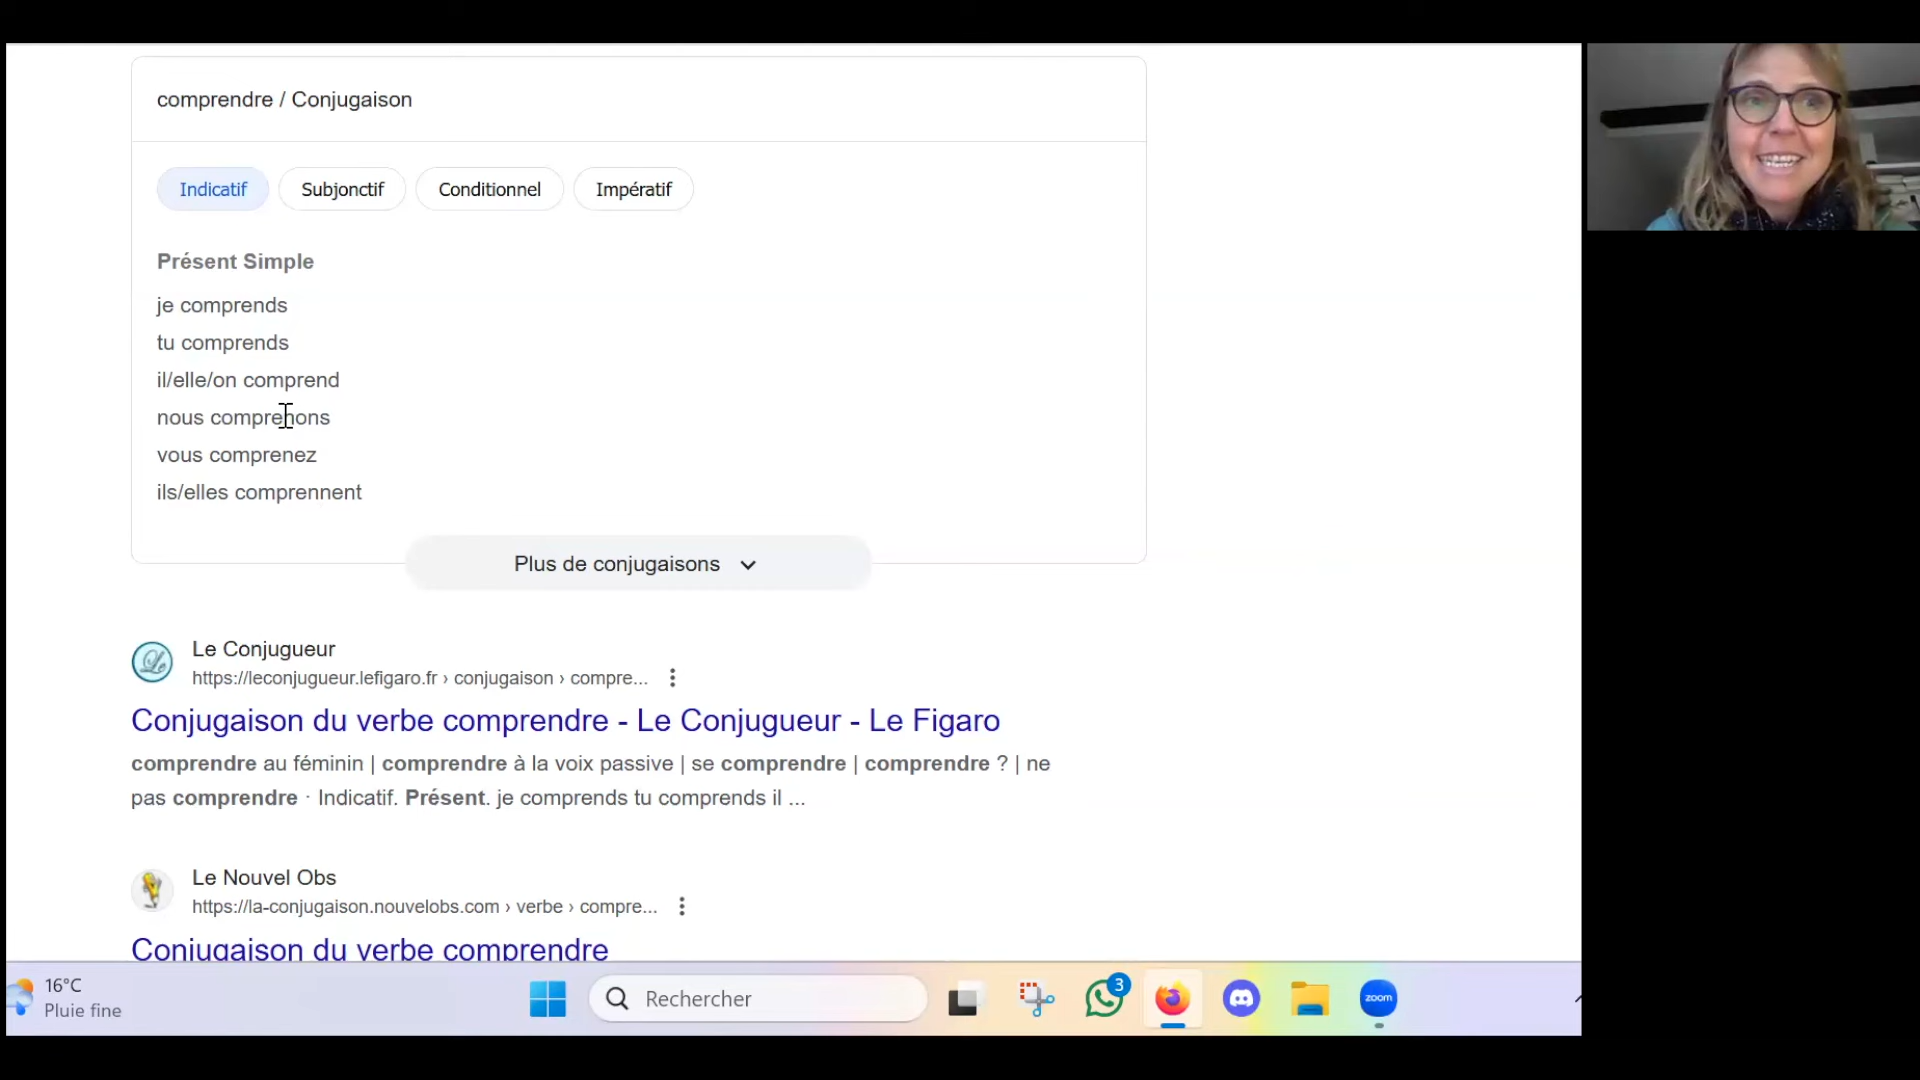 comprendre / Conjugaison
Indicatif Subjonctif Conditionnel Impératif
Présent Simple
je comprends
tu comprends
il/elle/on comprend
nous comprenons
vous comprenez
ils/elles comprennent
Plus de conjugaisons
Le Conjugueur
https://leconjugueur.lefigaro.fr › conjugaison › compre...
Conjugaison du verbe comprendre - Le Conjugueur - Le Figaro
comprendre au féminin | comprendre à la voix passive | se comprendre | comprendre ? | ne
pas comprendre · Indicatif. Présent. je comprends tu comprends il ...
Le Nouvel Obs
https://la-conjugaison.nouvelobs.com › verbe › compre...
Conjugaison du verbe comprendre
16°C
Pluie fine
Rechercher
3
zoom